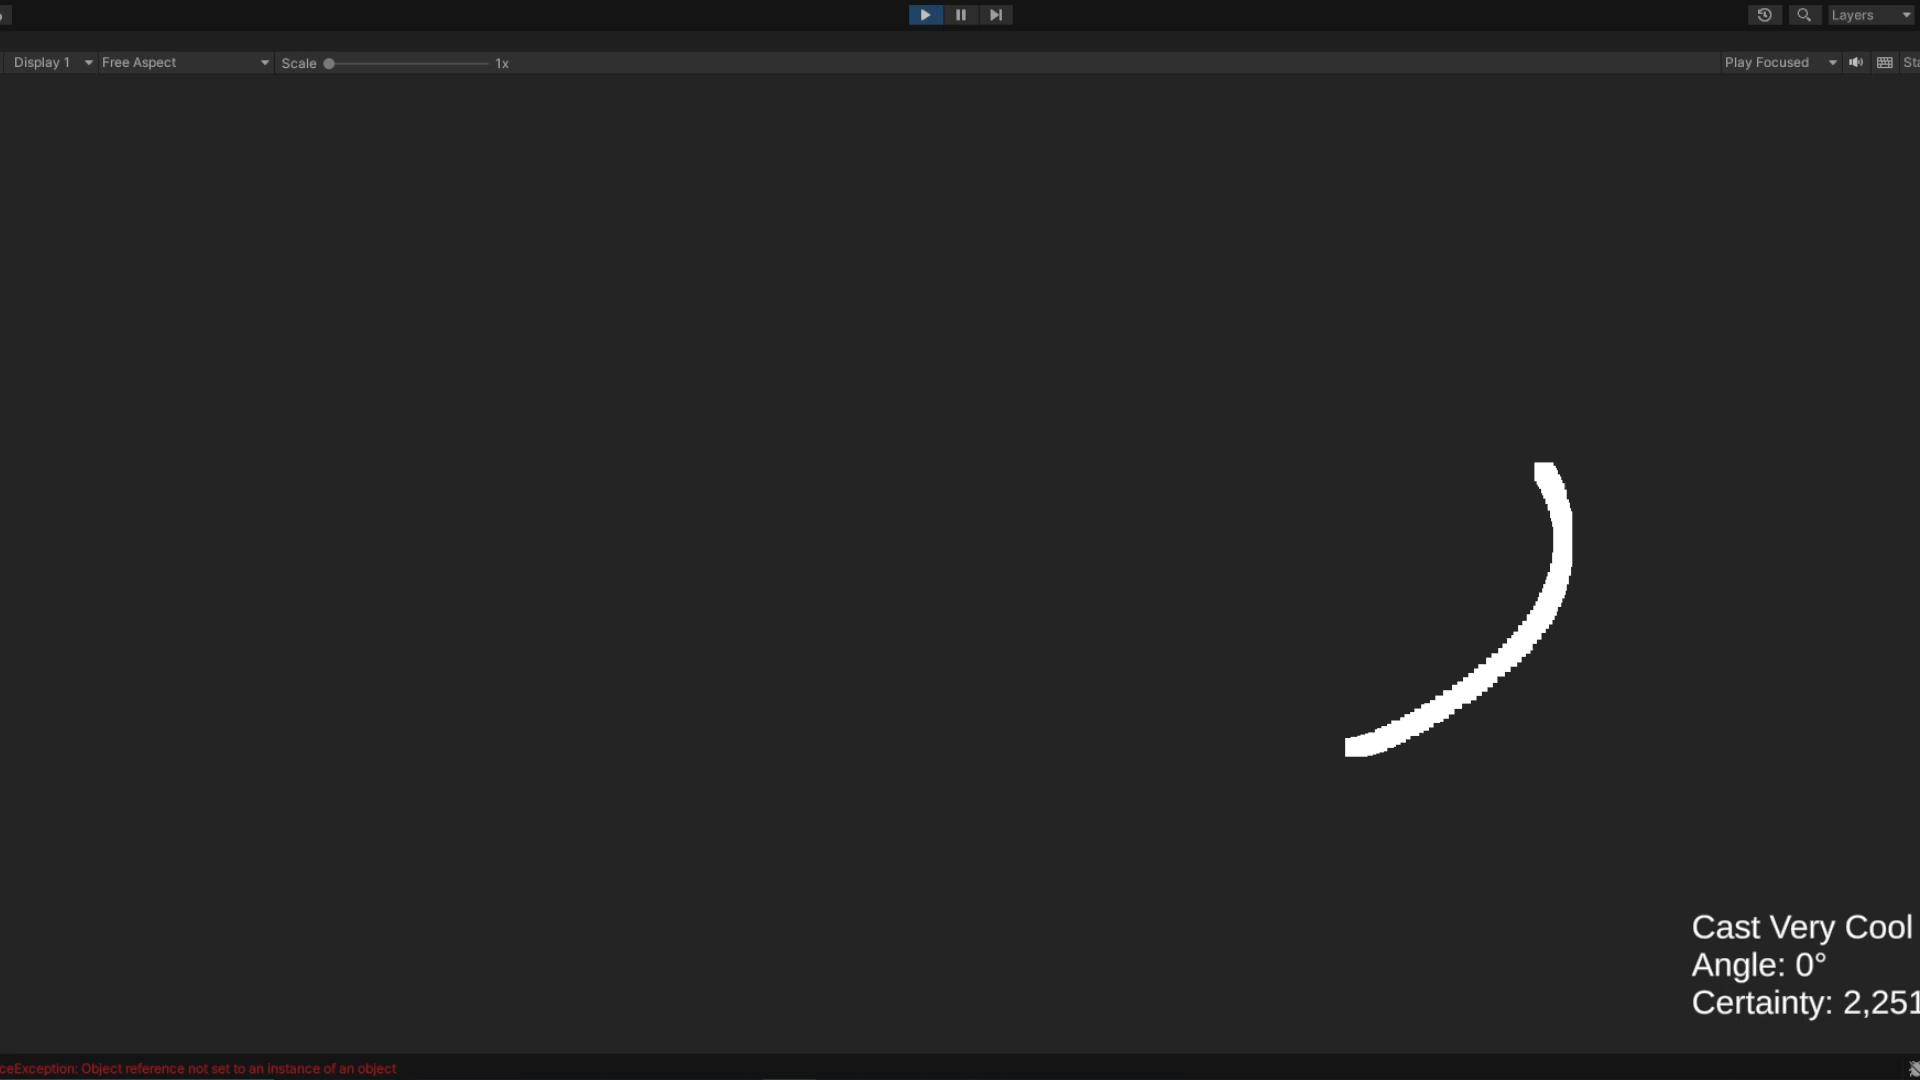 Layers
Display 1
Free Aspect
Scale
1x
Play Focused
Cast Very Cool
Angle: 0°
Certainty: 2,251
ceException: Object reference not set to an instance of an object